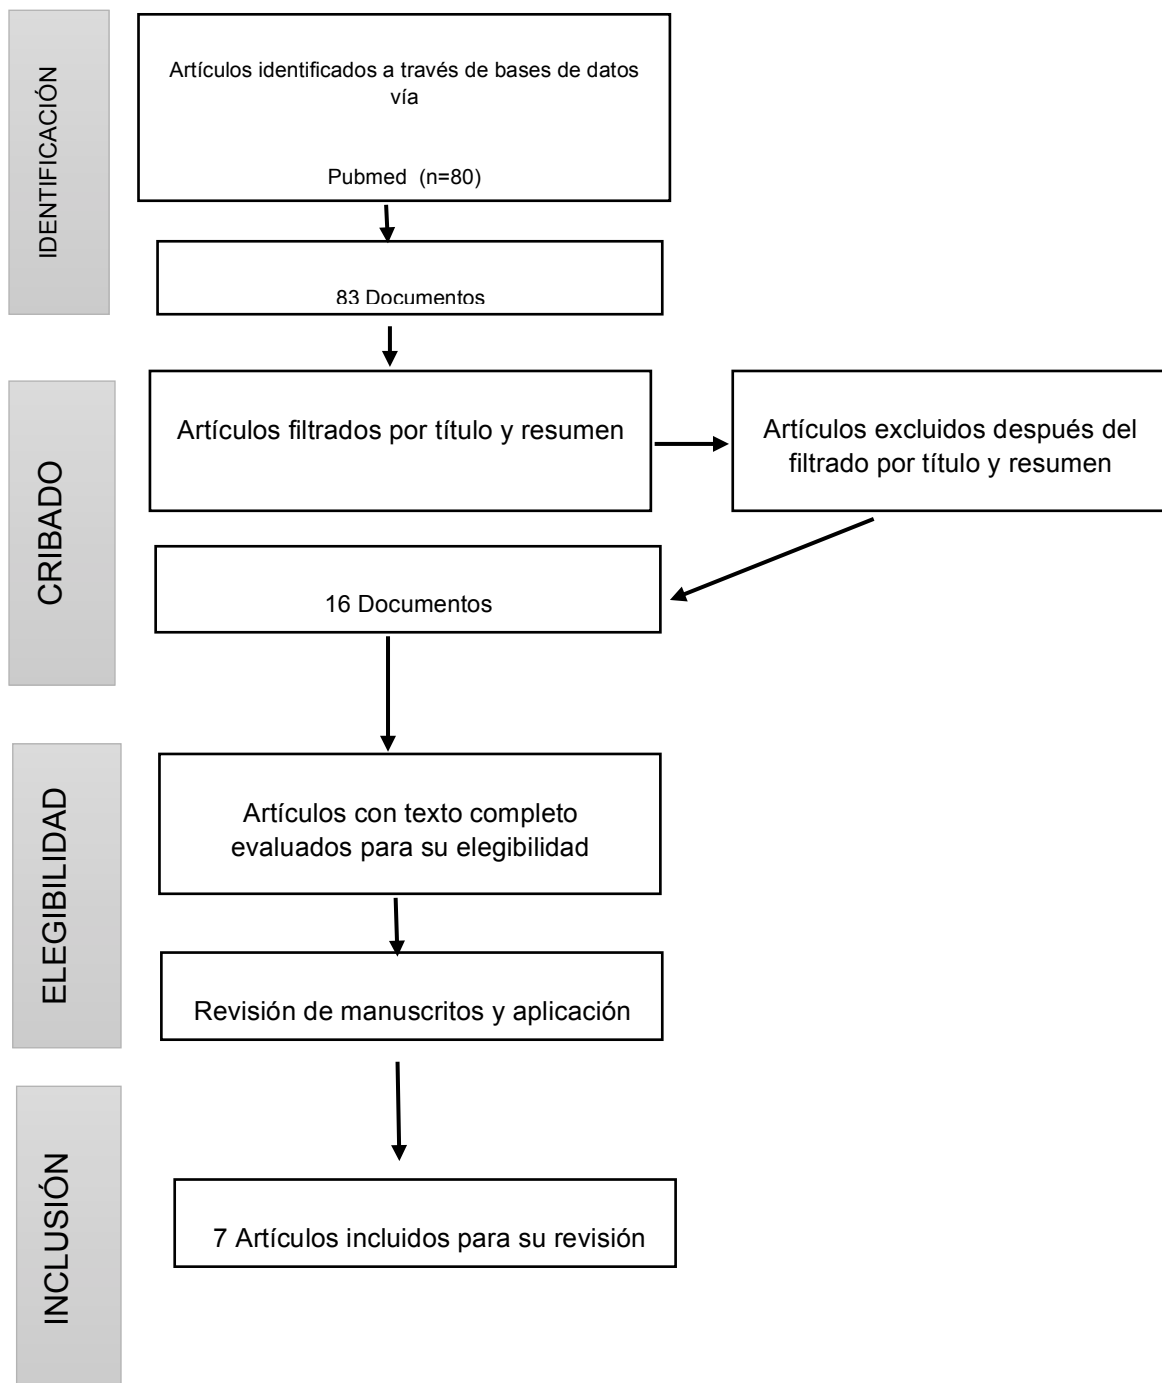 IDENTIFICACIÓN
Artículos identificados a través de bases de datos
vía
Pubmed (n=80)
83 Documentos
CRIBADO
Artículos filtrados por título y resumen
Artículos excluidos después del
filtrado por título y resumen
16 Documentos
ELEGIBILIDAD
Artículos con texto completo
evaluados para su elegibilidad
Revisión de manuscritos y aplicación
INCLUSIÓN
7 Artículos incluidos para su revisión